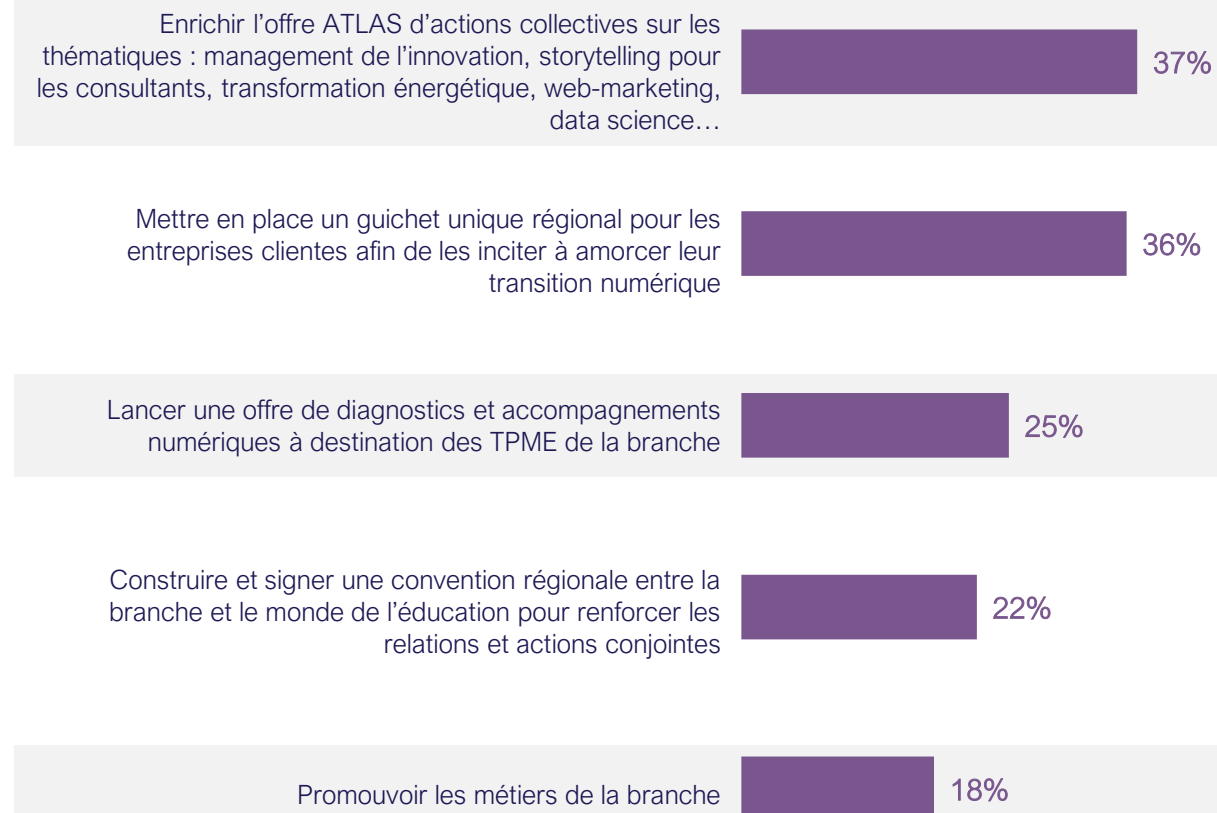 Enrichir l’offre ATLAS d’actions collectives sur les
thématiques : management de l’innovation, storytelling pour
les consultants, transformation énergétique, web-marketing,
data science…
37%
Mettre en place un guichet unique régional pour les
entreprises clientes afin de les inciter à amorcer leur
transition numérique
36%
Lancer une offre de diagnostics et accompagnements
numériques à destination des TPME de la branche
25%
Construire et signer une convention régionale entre la
branche et le monde de l’éducation pour renforcer les
relations et actions conjointes
22%
Promouvoir les métiers de la branche
18%